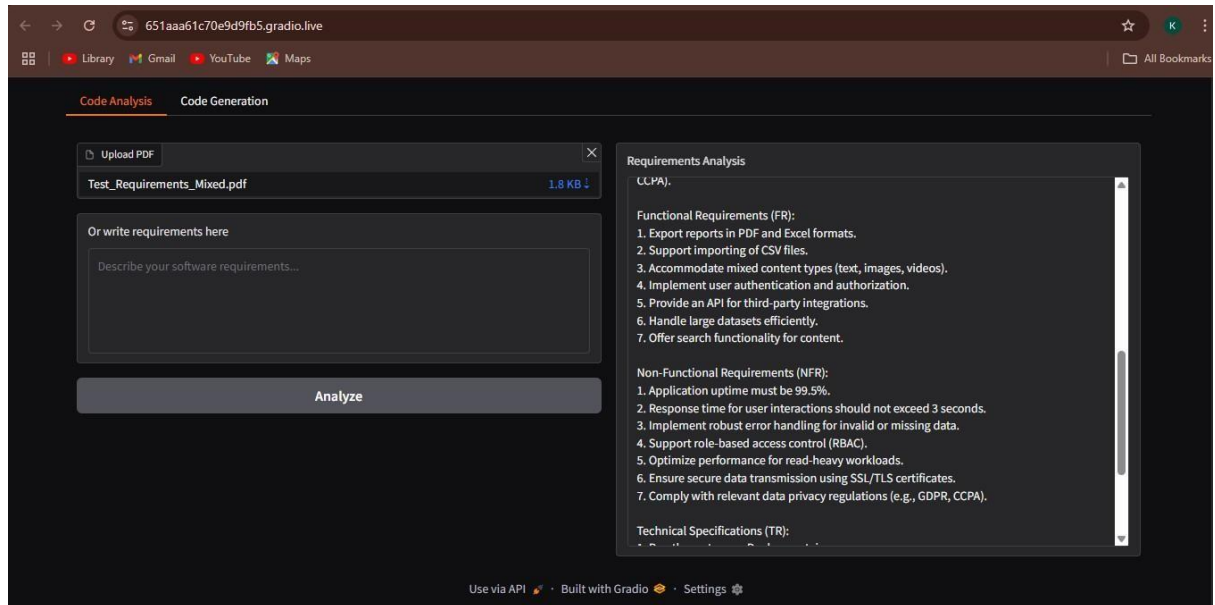 651aaa61c70e9d9fb5.gradio.live
K
Library Gmail YouTube Maps
All Bookmarks
Code Analysis Code Generation
Upload PDF
Test_Requirements_Mixed.pdf 1.8 KB ↓
Or write requirements here
Describe your software requirements...
Analyze
Requirements Analysis
CCPA).
Functional Requirements (FR):
1. Export reports in PDF and Excel formats.
2. Support importing of CSV files.
3. Accommodate mixed content types (text, images, videos).
4. Implement user authentication and authorization.
5. Provide an API for third-party integrations.
6. Handle large datasets efficiently.
7. Offer search functionality for content.
Non-Functional Requirements (NFR):
1. Application uptime must be 99.5%.
2. Response time for user interactions should not exceed 3 seconds.
3. Implement robust error handling for invalid or missing data.
4. Support role-based access control (RBAC).
5. Optimize performance for read-heavy workloads.
6. Ensure secure data transmission using SSL/TLS certificates.
7. Comply with relevant data privacy regulations (e.g., GDPR, CCPA).
Technical Specifications (TR):
Use via API · Built with Gradio · Settings